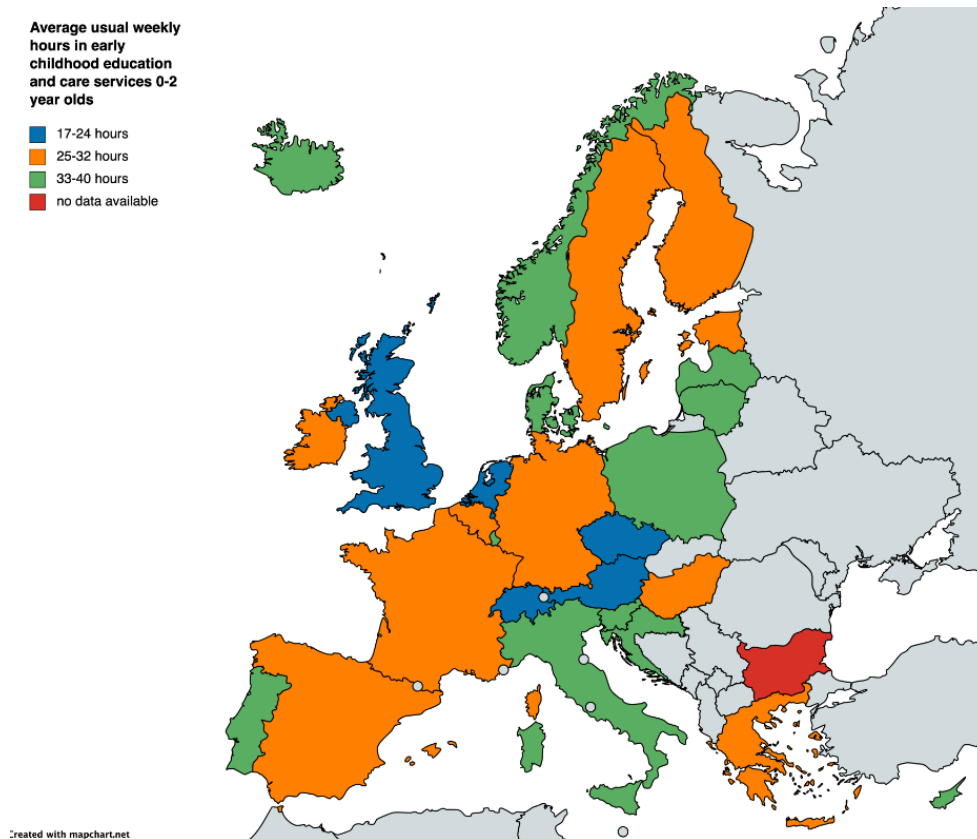 Average usual weekly
hours in early
childhood education
and care services 0-2
year olds
17-24 hours
25-32 hours
33-40 hours
no data available
Created with mapchart.net